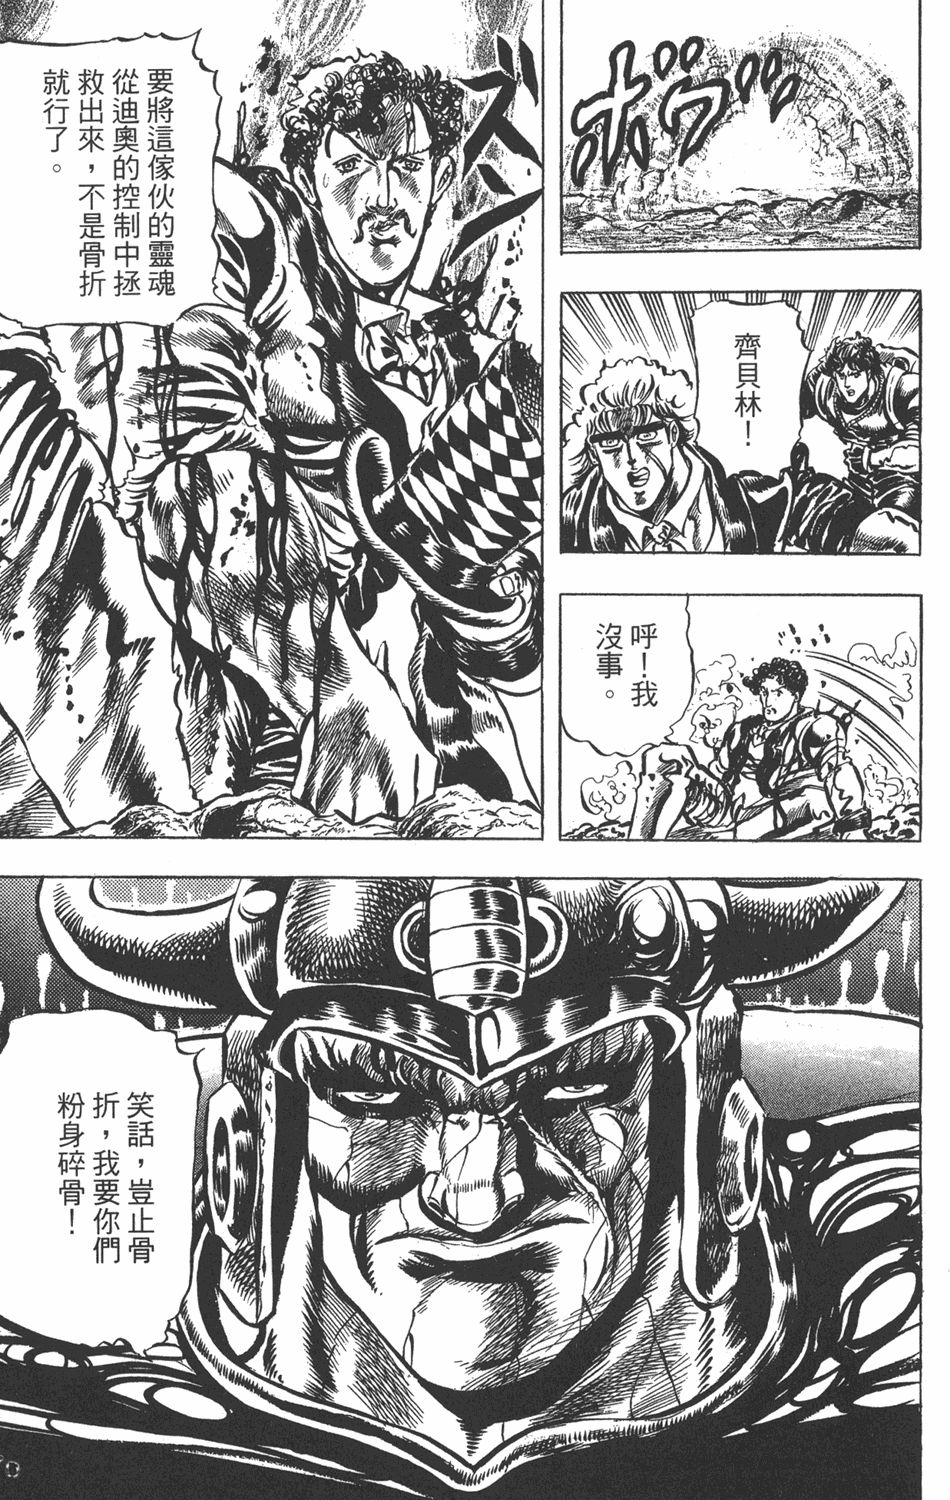 ボヴヴ
齊貝林！
呼！我
沒事。
ズン
要將這傢伙的靈魂
從迪奧的控制中拯
救出來，不是骨折
就行了。
笑話，豈止骨
折，我要你們
粉身碎骨！